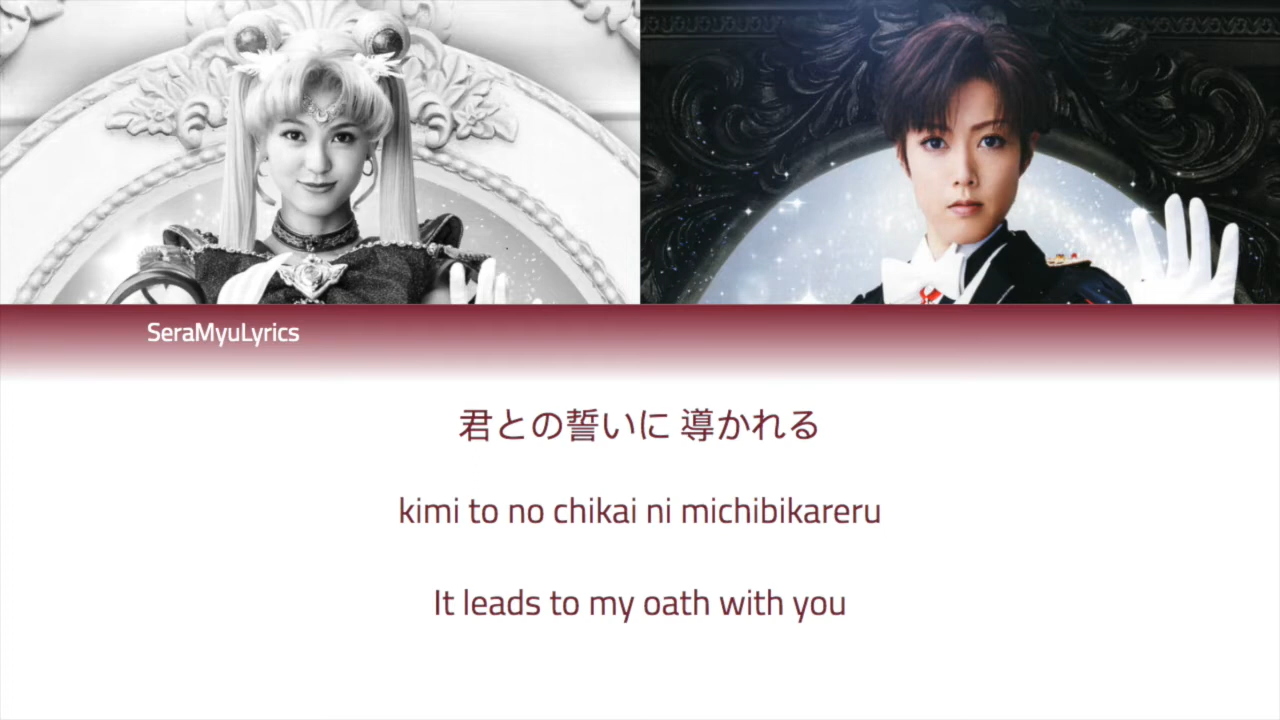 SeraMyuLyrics
君との誓いに 導かれる
kimi to no chikai ni michibikareru
It leads to my oath with you